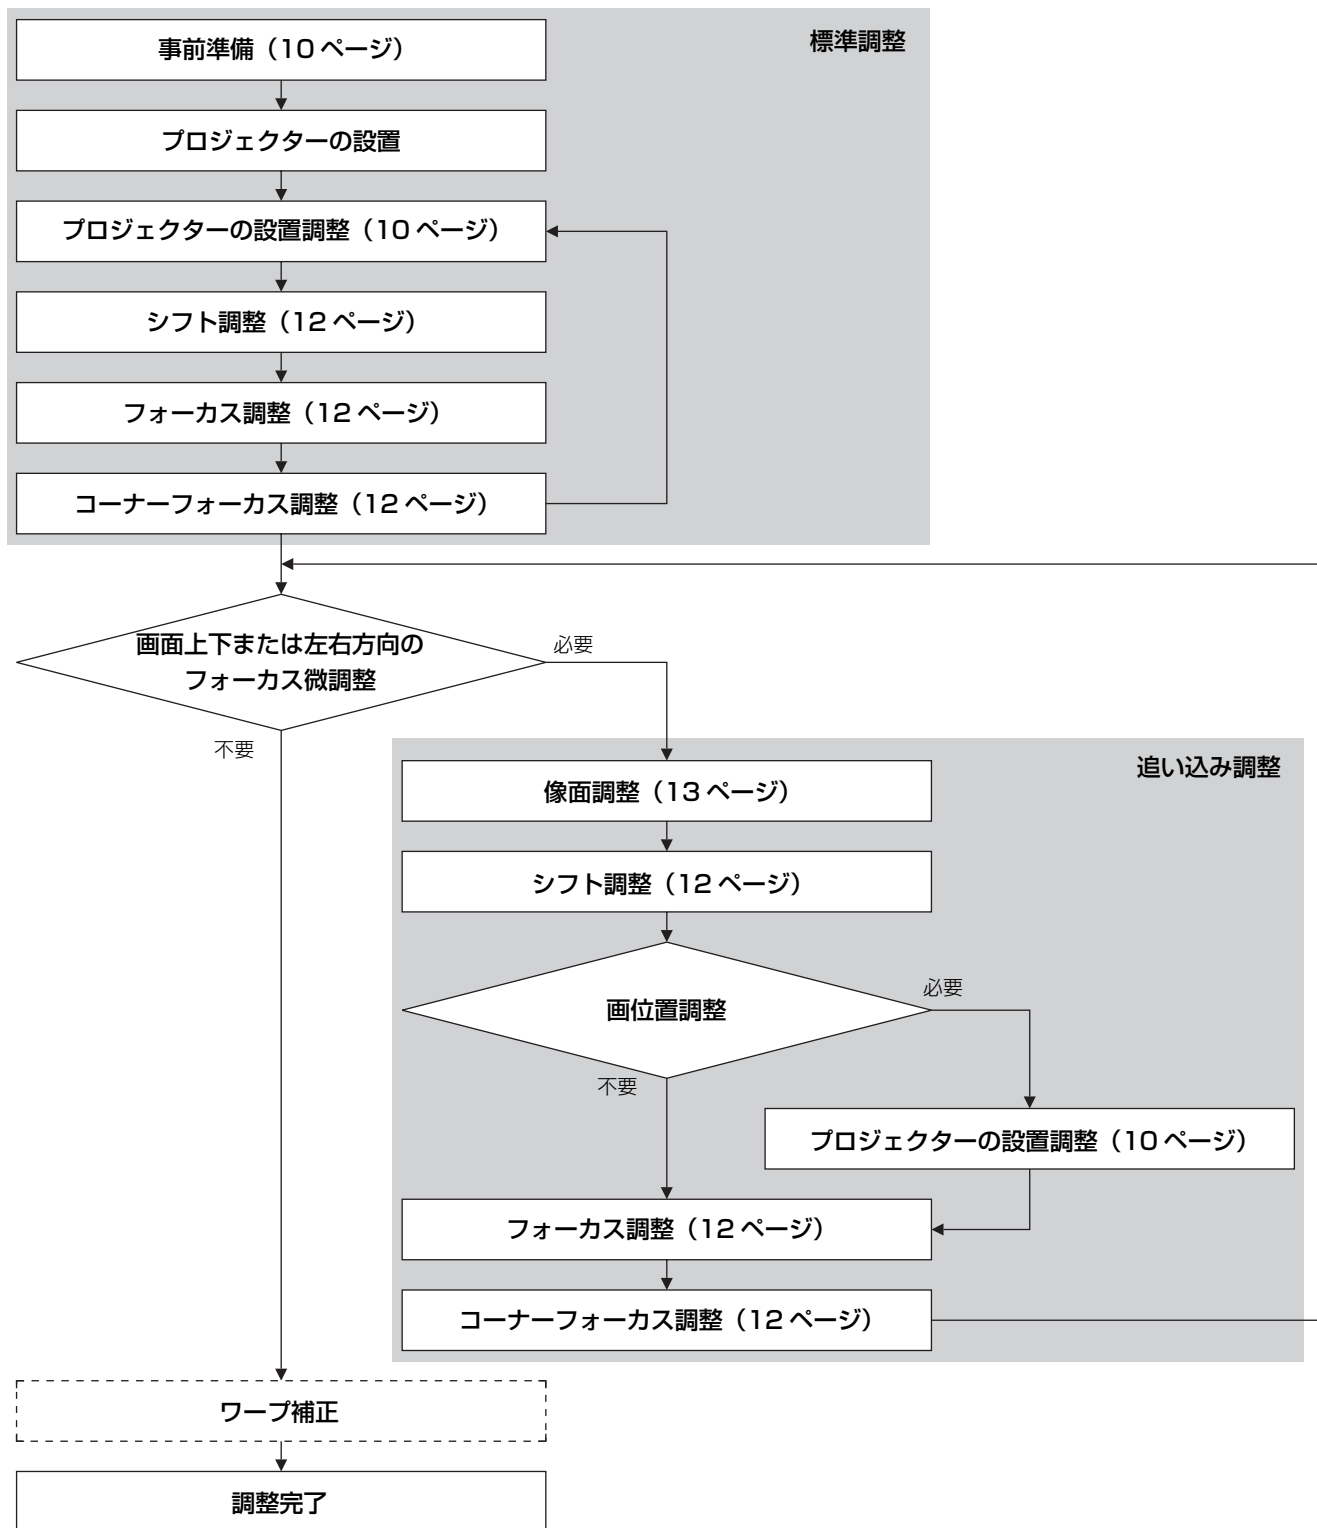 標準調整
事前準備（10 ページ）
プロジェクターの設置
プロジェクターの設置調整（10 ページ）
シフト調整（12 ページ）
フォーカス調整（12 ページ）
コーナーフォーカス調整（12 ページ）
画面上下または左右方向の
フォーカス微調整
必要
不要
追い込み調整
像面調整（13 ページ）
シフト調整（12 ページ）
画位置調整
必要
不要
プロジェクターの設置調整（10 ページ）
フォーカス調整（12 ページ）
コーナーフォーカス調整（12 ページ）
ワープ補正
調整完了